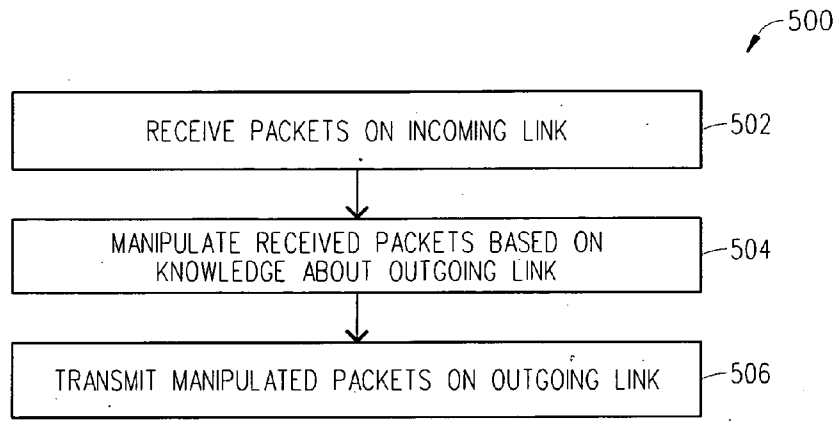 500
RECEIVE PACKETS ON INCOMING LINK
502
MANIPULATE RECEIVED PACKETS BASED ON
KNOWLEDGE ABOUT OUTGOING LINK
504
TRANSMIT MANIPULATED PACKETS ON OUTGOING LINK
506